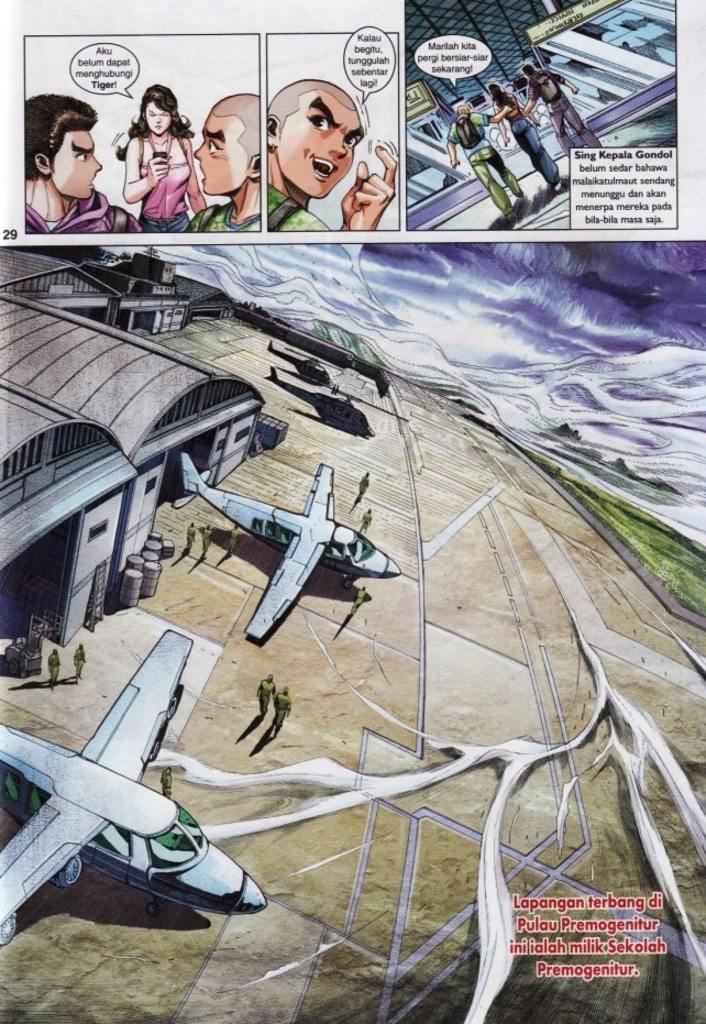 Aku
belum dapat
menghubungi
Tiger!
Kalau
begitu,
tunggulah
sebentar
lagi!
Marilah kita
pergi bersiar-siar
sekarang!
Sing Kepala Gondol
belum sedar bahawa
malaikatulmaut sendang
menunggu dan akan
menerpa mereka pada
bila-bila masa saja.
29
Lapangan terbang di
Pulau Premogenitur
ini ialah milik Sekolah
Premogenitur.